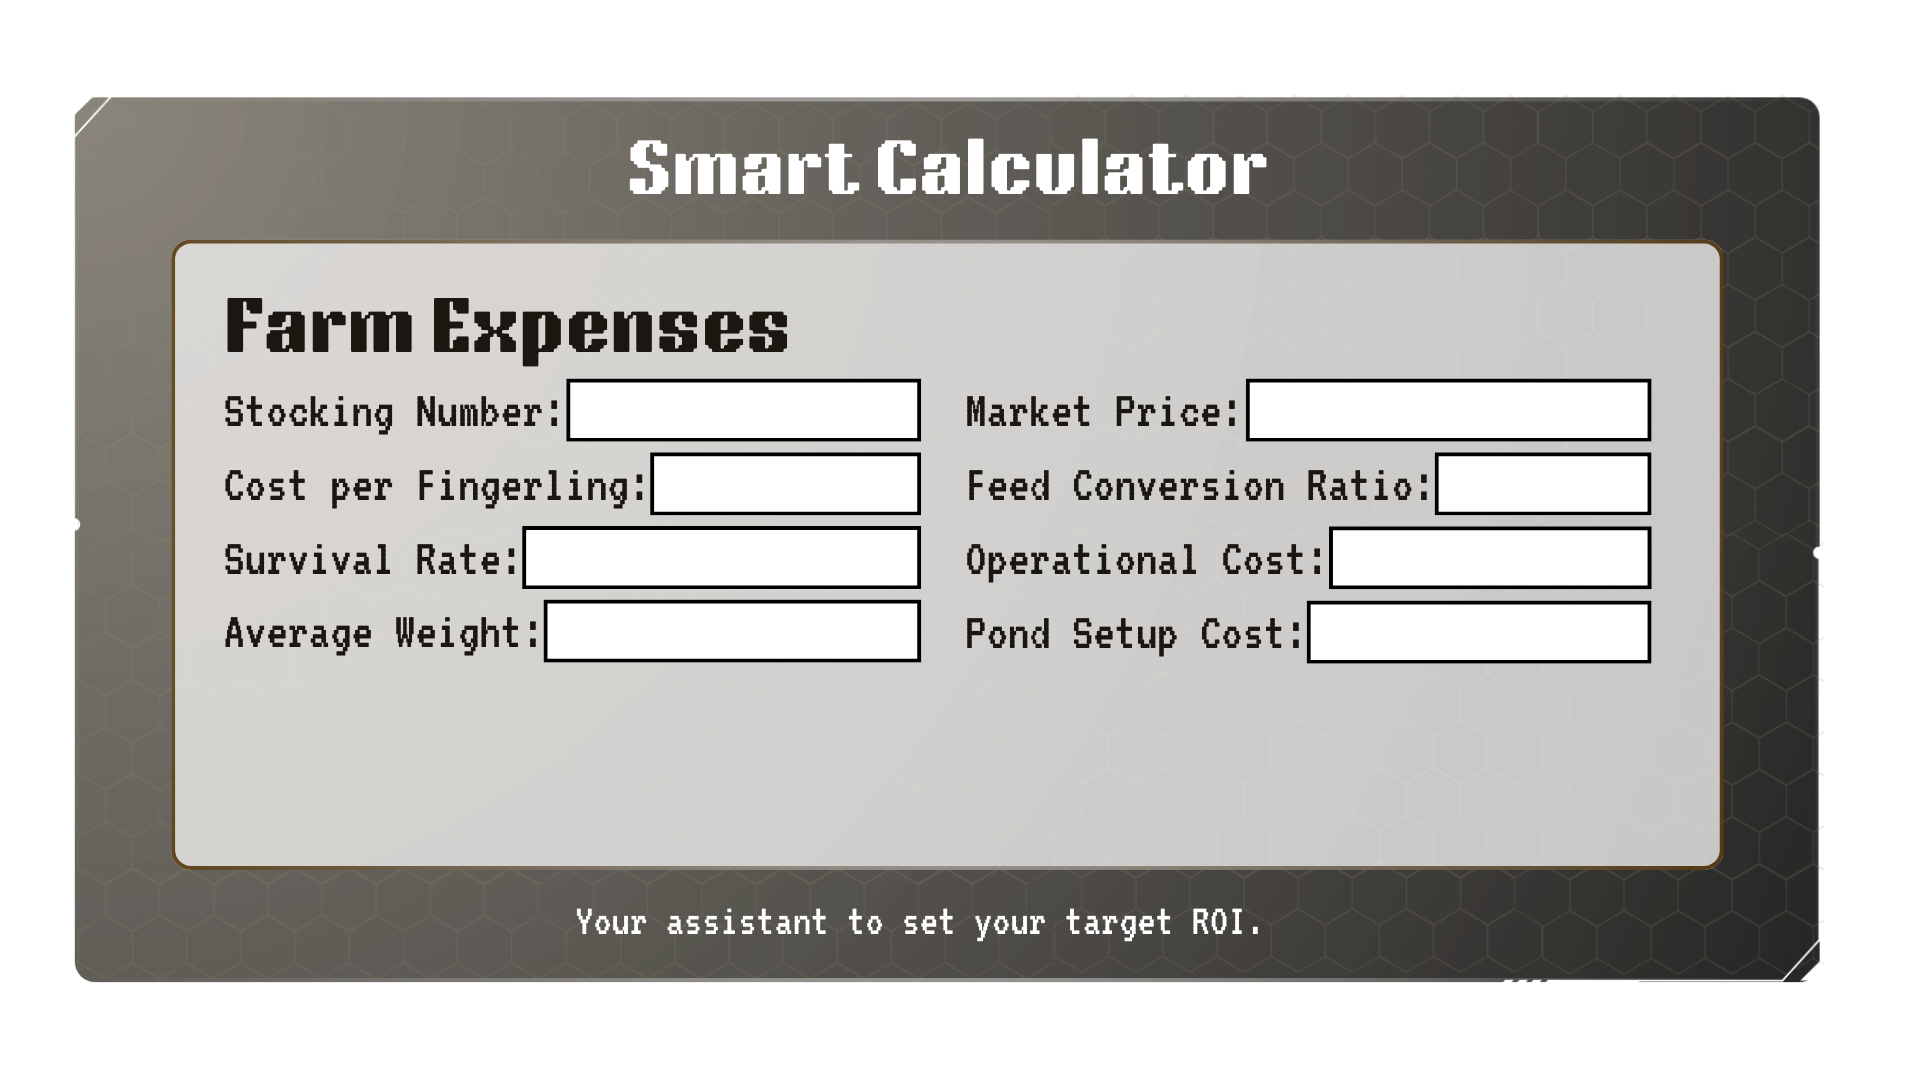 Smart Calculator
Farm Expenses
Stocking Number:
Cost per Fingerling:
Survival Rate:
Average Weight:
Market Price:
Feed Conversion Ratio:
Operational Cost:
Pond Setup Cost:
Your assistant to set your target ROI.